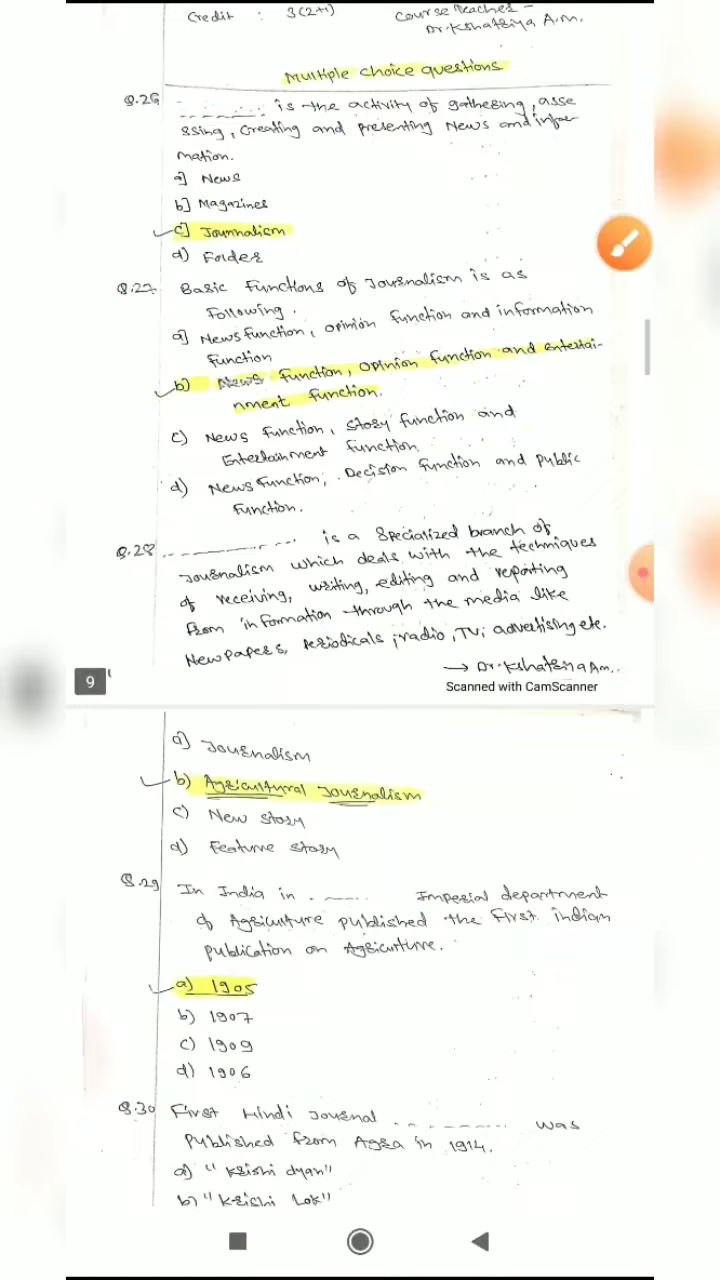 Credit : 3(2+1)
Course Teacher –
Dr. Kshatriya A.M.
Multiple choice questions
Q.26 ---------- is the activity of gathering, asse
ssing, Creating and presenting News and infor
mation.
a] News
b] Magazines
c] Journalism
d) Folder
Q.27 Basic Functions of Journalism is as
Following.
a] News function, opinion function and information
function
b) News function, opinion function and entertai-
nment function.
c) News function, story function and
Entertainment function
d) News function, Decision function and public
function.
Q.28 ------------ is a specialized branch of
Journalism which deals with the techniques
of receiving, writing, editing and reporting
from information through the media like
Newpapers, periodicals, radio, TV, advertising etc.
→ Dr. Kshatriya Am..
9
Scanned with CamScanner
a] Journalism
b) Agricultural Journalism
c) New story
d) Feature story
Q.29 In India in ------ Imperial department
of Agriculture published the First indian
publication on Agriculture.
a) 1905
b) 1907
c) 1909
d) 1906
Q.30 First Hindi Journal ---------- was
published from Agra in 1914.
a) "Krishi dyan"
b) "Krishi Lok"